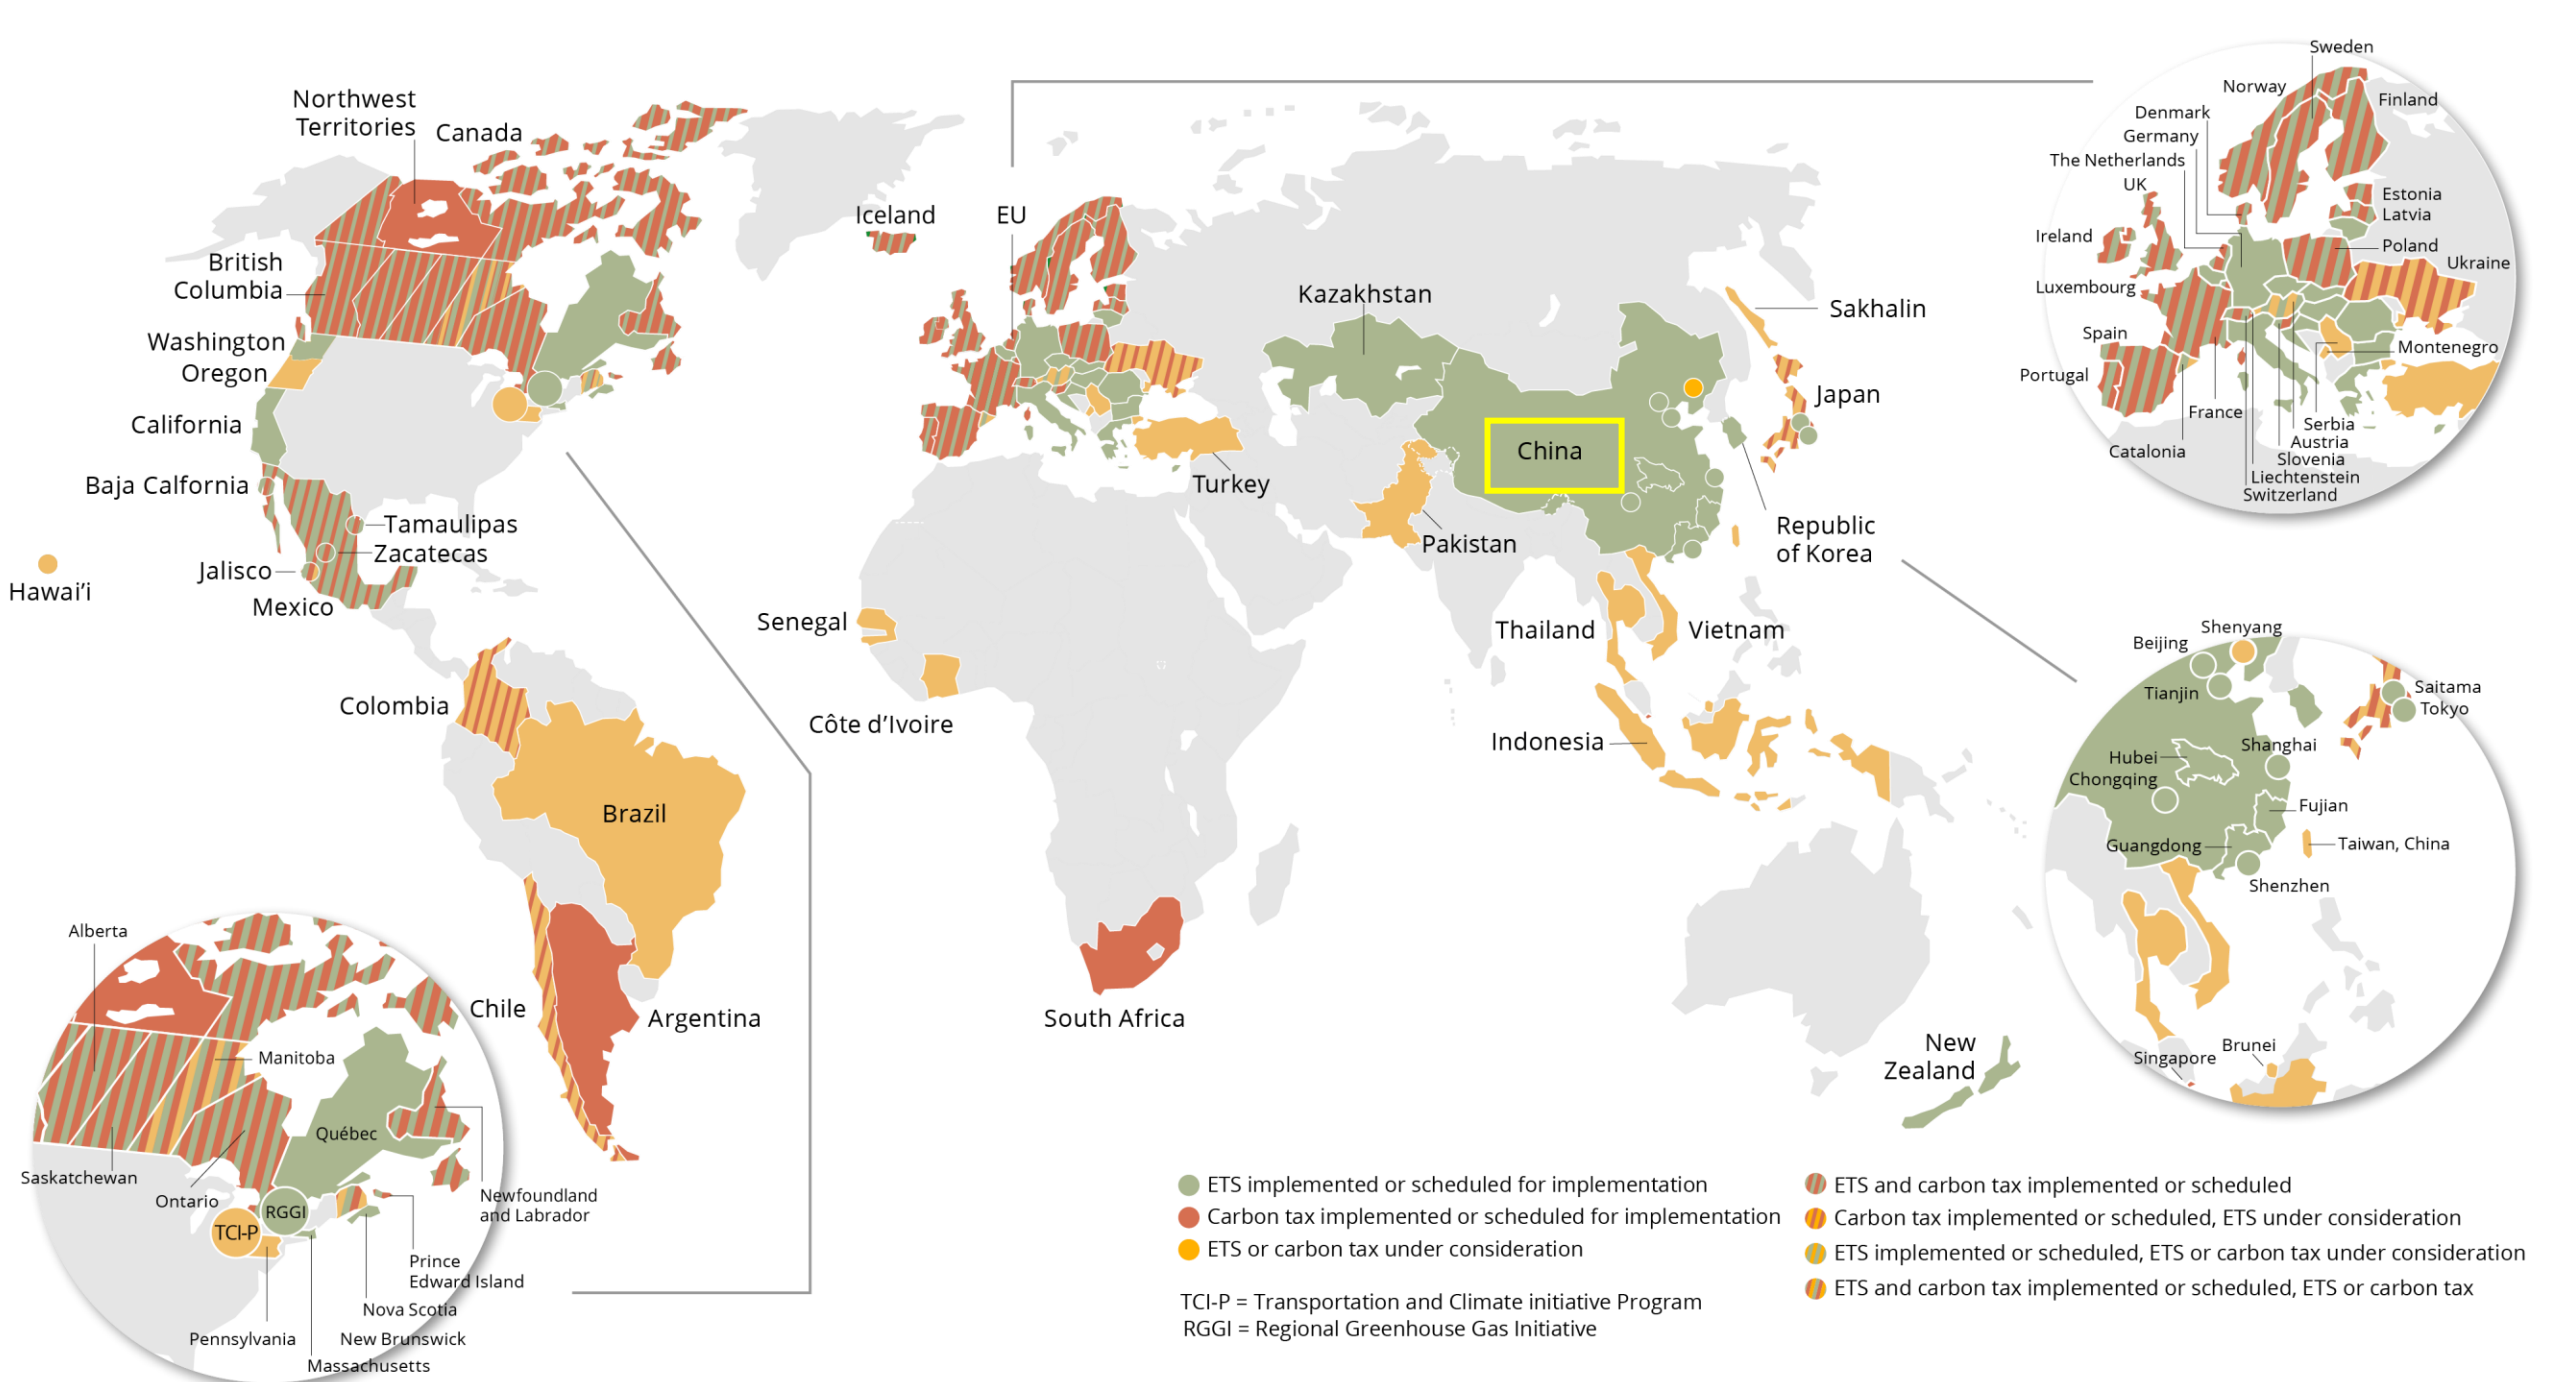 Northwest
Territories
Canada
British
Columbia
Washington
Oregon
California
Baja Calfornia
Tamaulipas
Zacatecas
Jalisco
Mexico
Hawai‘i
Iceland
EU
Kazakhstan
Sakhalin
Japan
China
Turkey
Pakistan
Republic
of Korea
Senegal
Côte d’Ivoire
Thailand
Vietnam
Indonesia
Colombia
Brazil
Chile
Argentina
South Africa
New
Zealand
Sweden
Norway
Finland
Denmark
Germany
The Netherlands
UK
Estonia
Latvia
Ireland
Poland
Ukraine
Luxembourg
Spain
Montenegro
Portugal
France
Serbia
Austria
Catalonia
Slovenia
Liechtenstein
Switzerland
Shenyang
Beijing
Tianjin
Saitama
Tokyo
Shanghai
Hubei
Chongqing
Fujian
Guangdong
Taiwan, China
Shenzhen
Brunei
Singapore
Alberta
Manitoba
Québec
Saskatchewan
Ontario
Newfoundland
and Labrador
RGGI
TCI-P
Prince
Edward Island
Nova Scotia
Pennsylvania
New Brunswick
Massachusetts
ETS implemented or scheduled for implementation
Carbon tax implemented or scheduled for implementation
ETS or carbon tax under consideration
TCI-P = Transportation and Climate initiative Program
RGGI = Regional Greenhouse Gas Initiative
ETS and carbon tax implemented or scheduled
Carbon tax implemented or scheduled, ETS under consideration
ETS implemented or scheduled, ETS or carbon tax under consideration
ETS and carbon tax implemented or scheduled, ETS or carbon tax